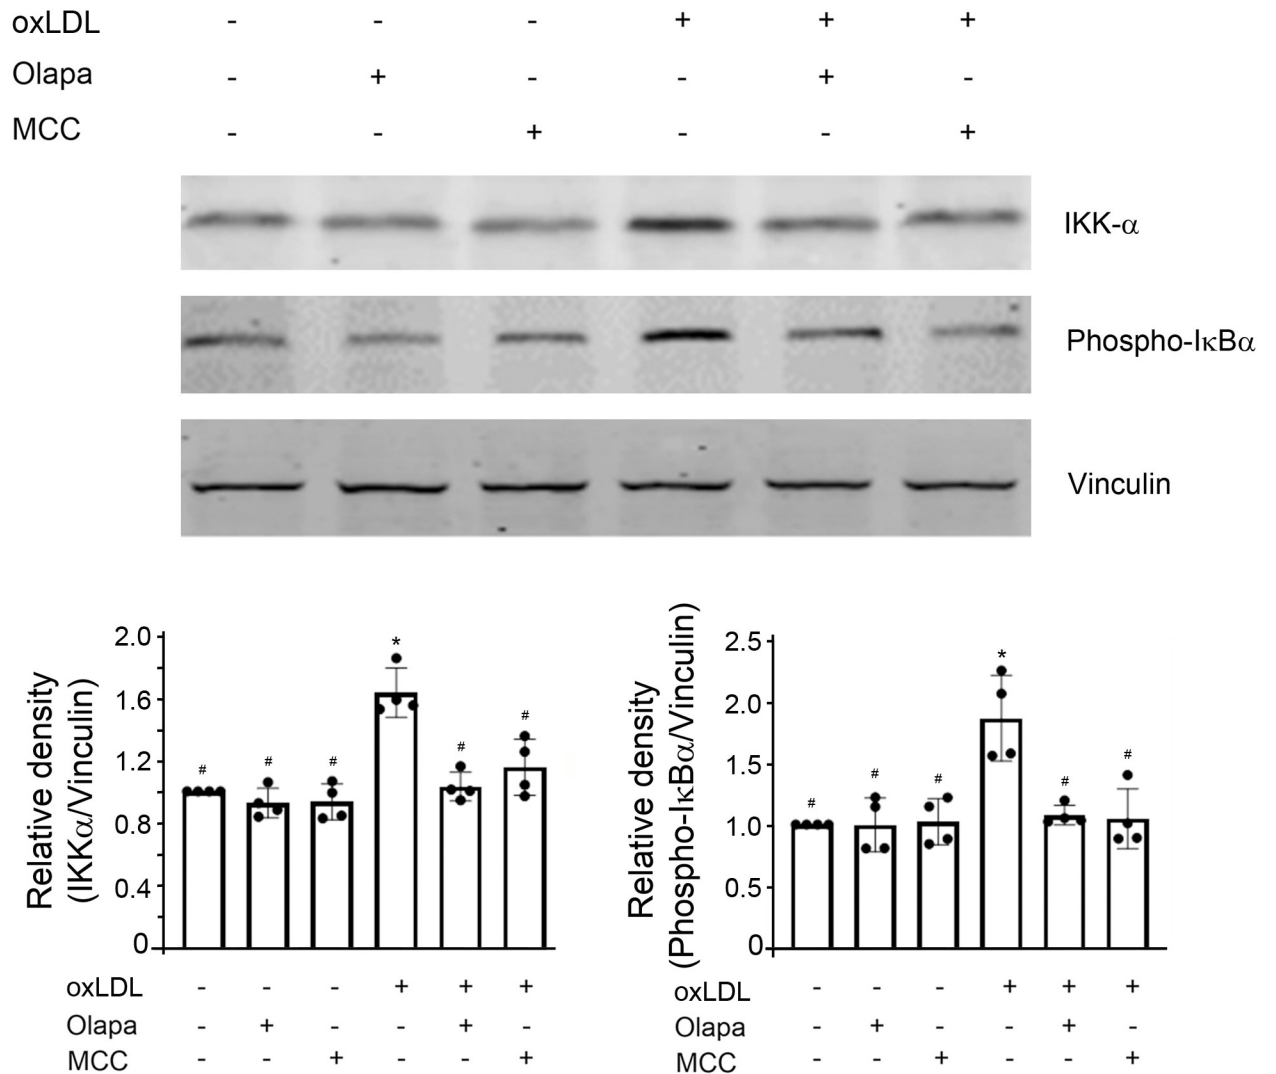 oxLDL - - - + + +
Olapa - + - - + -
MCC - - + - - +
IKK-α
Phospho-IκBα
Vinculin
Relative density
(IKKα/Vinculin)
2.0
1.6
1.2
0.8
0.4
0
# # # * # #
oxLDL - - - + + +
Olapa - + - - + -
MCC - - + - - +
Relative density
(Phospho-IκBα/Vinculin)
2.5
2.0
1.5
1.0
0.5
0
# # # * # #
oxLDL - - - + + +
Olapa - + - - + -
MCC - - + - - +